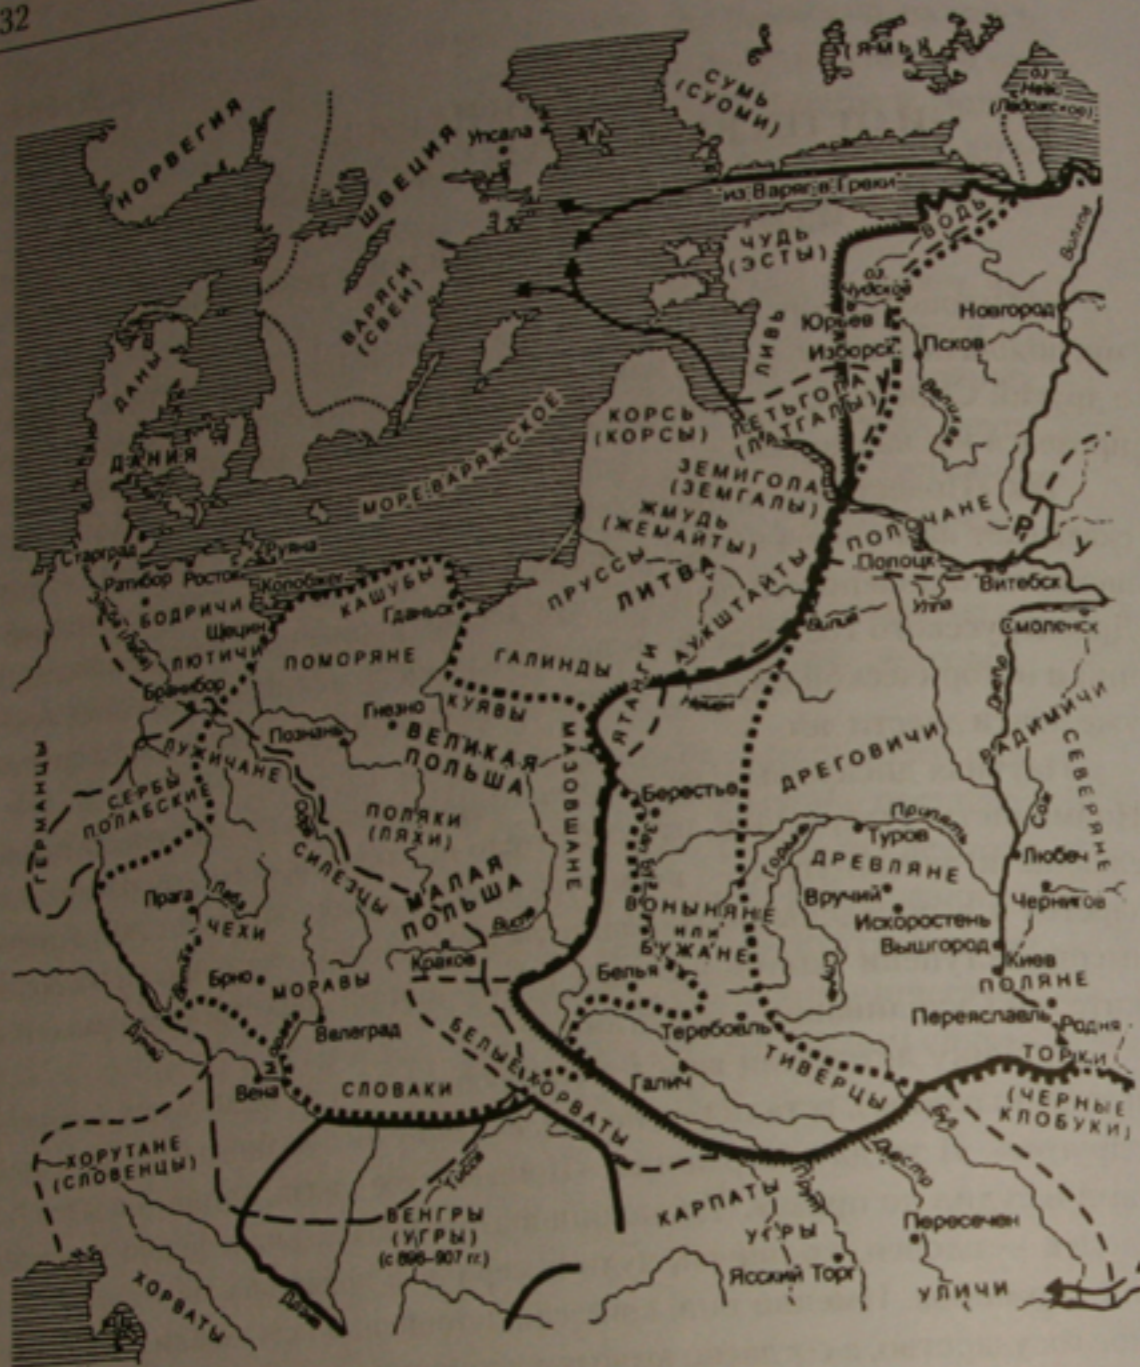 32
(ЯМЬ)
СУМЬ
(СУОМИ)
оз.
Нево
(Ладожское)
НОРВЕГИЯ
ШВЕЦИЯ
Упсала
"из Варяг в Греки"
ВОДЬ
Волхов
ЧУДЬ
(ЭСТЫ)
ВАРЯГИ
(СВЕИ)
оз.
Чудское
Новгород
Юрьев
Изборск
Псков
ЛИВЬ
ДАНЫ
КОРСЬ
(КОРСЫ)
ЛЕТЬГОЛА
(ЛАТГАЛЫ)
Великая
ДАНИЯ
МОРЕ ВАРЯЖСКОЕ
ЗЕМИГОЛА
(ЗЕМГАЛЫ)
ЖМУДЬ
(ЖЕМАЙТЫ)
ПОЛОЧАНЕ
Р
У
Старград
Руяна
Ратибор
Росток
Колобжег
КАШУБЫ
Гданьск
ПРУССЫ
ЛИТВА
АУКШТАЙТЫ
Полоцк
Витебск
Улла
Вилия
Смоленск
БОДРИЧИ
Щецин
ЛЮТИЧИ
ПОМОРЯНЕ
ГАЛИНДЫ
ЯТВЯГИ
Неман
Днепр
Бранибор
Гнезно
КУЯВЫ
Познань
ВЕЛИКАЯ
ПОЛЬША
МАЗОВШАНЕ
РАДИМИЧИ
СЕВЕРЯНЕ
ДРЕГОВИЧИ
ГЕРМАНЦЫ
ЛУЖИЧАНЕ
СЕРБЫ
ПОЛАБСКИЕ
Одра
ПОЛЯКИ
(ЛЯХИ)
Берестье
Припять
Туров
Сож
Горынь
Любеч
СИЛЕЗЦЫ
МАЛАЯ
ПОЛЬША
ДРЕВЛЯНЕ
Вручий
Чернигов
Искоростень
Вышгород
Прага
Лаба
ЧЕХИ
Висла
Краков
ВОЛЫНЯНЕ
или
БУЖАНЕ
Киев
ПОЛЯНЕ
Брно
МОРАВЫ
Белья
Случь
Велеград
Теребовль
Переяславль
Родня
Дунай
Морава
БЕЛЫЕ ХОРВАТЫ
ТОРКИ
(ЧЕРНЫЕ
КЛОБУКИ)
Вена
СЛОВАКИ
Галич
ТИВЕРЦЫ
Буг
ХОРУТАНЕ
(СЛОВЕНЦЫ)
Тисса
Днестр
ВЕНГРЫ
(УГРЫ)
(с 896–907 гг.)
КАРПАТЫ
Прут
УГРЫ
Пересечен
Ясский Торг
УЛИЧИ
ХОРВАТЫ
Дунай